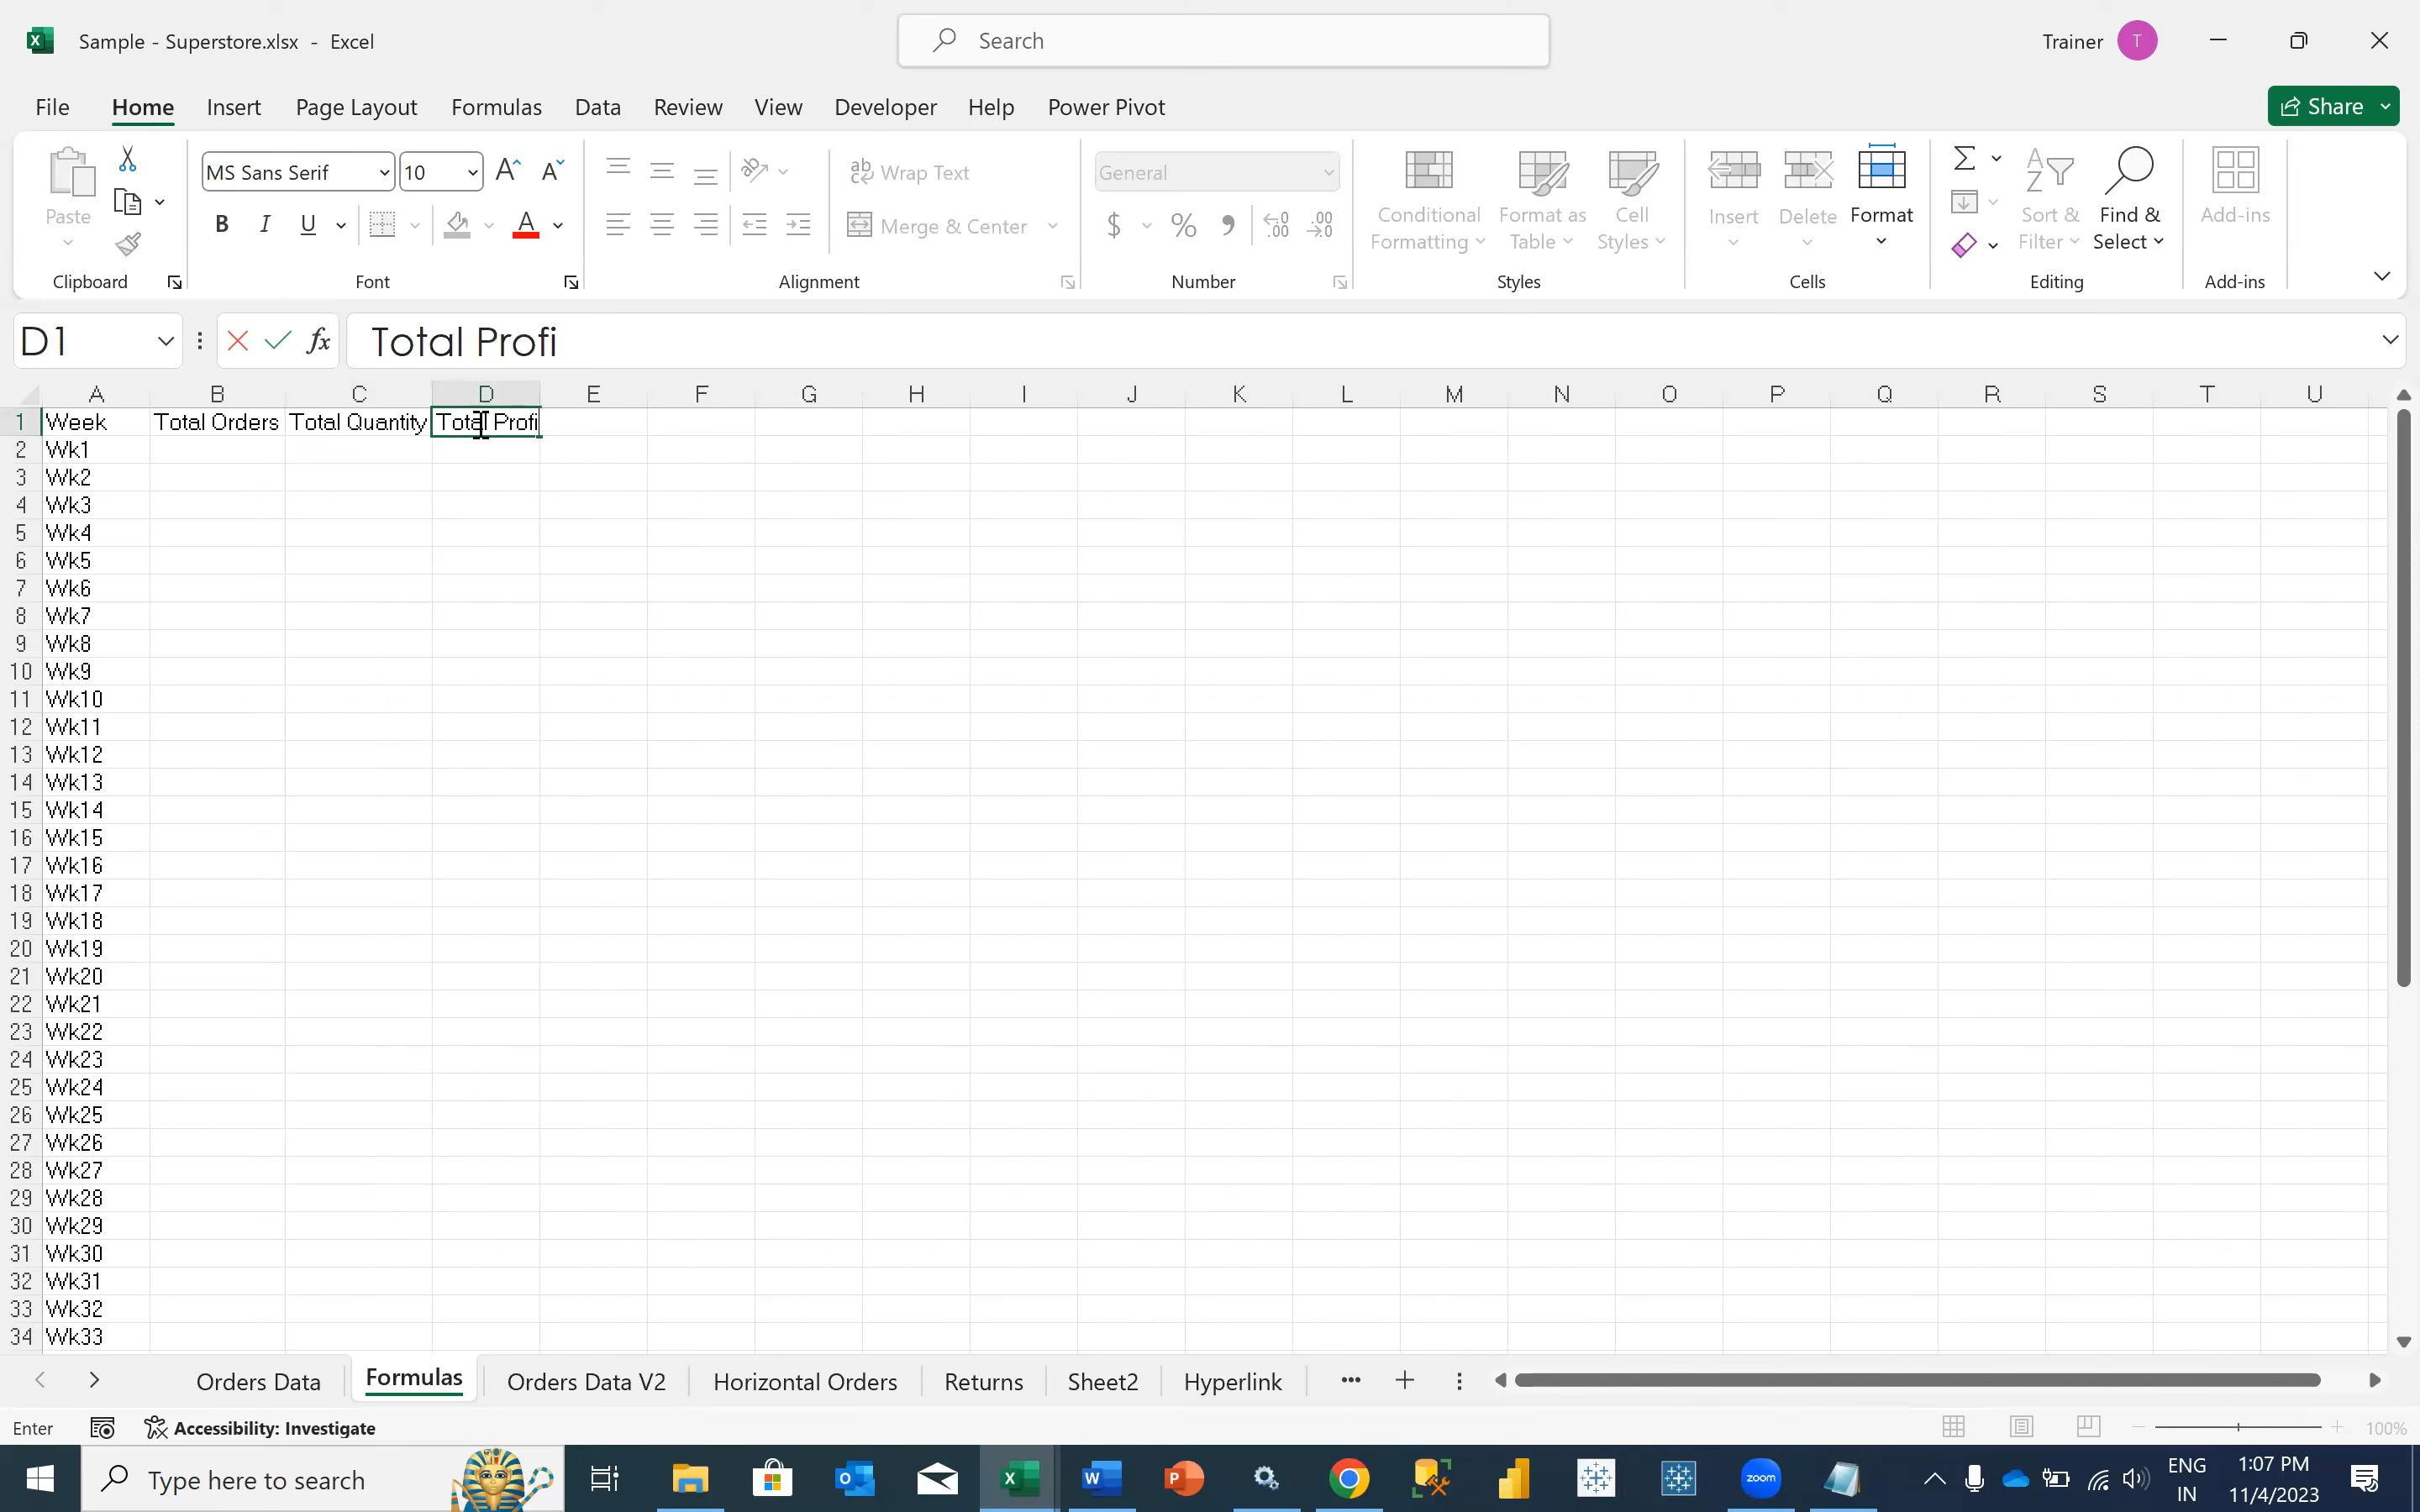 Sample - Superstore.xlsx - Excel
Search
Trainer T
File Home Insert Page Layout Formulas Data Review View Developer Help Power Pivot
Share
MS Sans Serif 10
ab Wrap Text
General
Paste
B I U A
Merge & Center
$ % ,
Conditional Formatting
Format as Table
Cell Styles
Insert Delete Format
Sort & Filter
Find & Select
Add-ins
Clipboard Font Alignment Number Styles Cells Editing Add-ins
D1 fx Total Profi
A B C D E F G H I J K L M N O P Q R S T U
1 Week Total Orders Total Quantity Total Profi
2 Wk1
3 Wk2
4 Wk3
5 Wk4
6 Wk5
7 Wk6
8 Wk7
9 Wk8
10 Wk9
11 Wk10
12 Wk11
13 Wk12
14 Wk13
15 Wk14
16 Wk15
17 Wk16
18 Wk17
19 Wk18
20 Wk19
21 Wk20
22 Wk21
23 Wk22
24 Wk23
25 Wk24
26 Wk25
27 Wk26
28 Wk27
29 Wk28
30 Wk29
31 Wk30
32 Wk31
33 Wk32
34 Wk33
Orders Data Formulas Orders Data V2 Horizontal Orders Returns Sheet2 Hyperlink
Enter Accessibility: Investigate 100%
Type here to search
zoom
ENG 1:07 PM
IN 11/4/2023